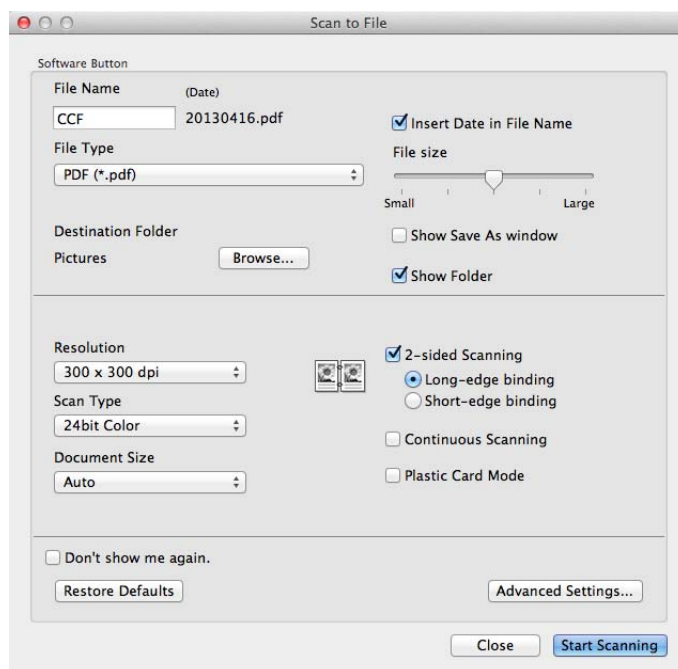 Scan to File
Software Button
File Name
(Date)
CCF
20130416.pdf
Insert Date in File Name
File Type
File size
PDF (*.pdf)
Small
Large
Destination Folder
Show Save As window
Pictures
Browse...
Show Folder
Resolution
2-sided Scanning
300 x 300 dpi
Long-edge binding
Scan Type
Short-edge binding
24bit Color
Continuous Scanning
Document Size
Plastic Card Mode
Auto
Don't show me again.
Restore Defaults
Advanced Settings...
Close
Start Scanning